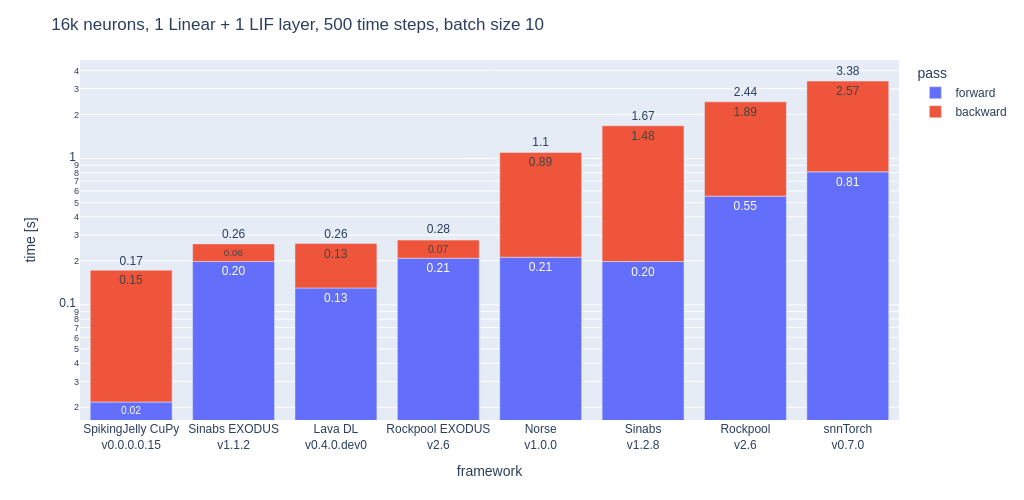 16k neurons, 1 Linear + 1 LIF layer, 500 time steps, batch size 10
time [s]
4
3
2
1
9
8
7
6
5
4
3
2
0.1
9
8
7
6
5
4
3
2
0.17
0.15
0.02
0.26
0.06
0.20
0.26
0.13
0.13
0.28
0.07
0.21
1.1
0.89
0.21
1.67
1.48
0.20
2.44
1.89
0.55
3.38
2.57
0.81
SpikingJelly CuPy
v0.0.0.0.15
Sinabs EXODUS
v1.1.2
Lava DL
v0.4.0.dev0
Rockpool EXODUS
v2.6
Norse
v1.0.0
Sinabs
v1.2.8
Rockpool
v2.6
snnTorch
v0.7.0
framework
pass
forward
backward